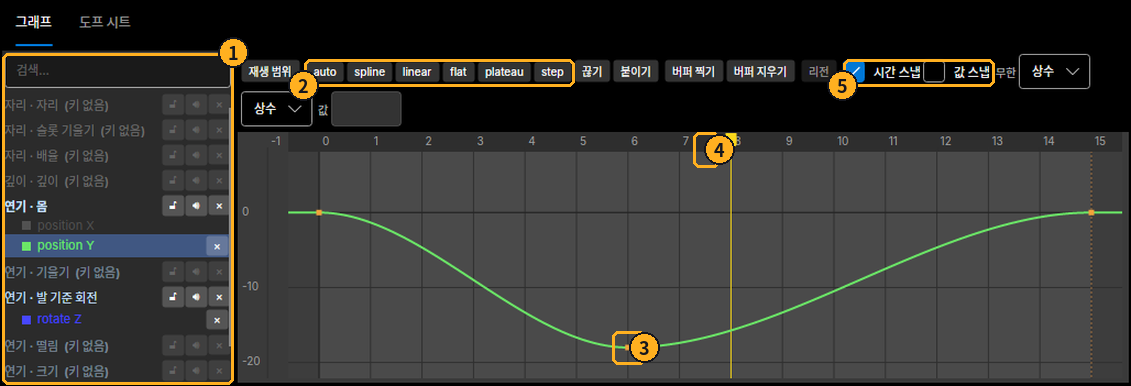 그래프 도프 시트
1
검색...
재생 범위 auto spline linear flat plateau step 끊기 붙이기 버퍼 찍기 버퍼 지우기 리전 시간 스냅 값 스냅 무한 상수
2
5
상수 값
자리 · 자리 (키 없음)
자리 · 슬롯 기울기 (키 없음)
자리 · 배율 (키 없음)
깊이 · 깊이 (키 없음)
연기 · 몸
position X
position Y
연기 · 기울기 (키 없음)
연기 · 발 기준 회전
rotate Z
연기 · 떨림 (키 없음)
연기 · 크기 (키 없음)
-1 0 1 2 3 4 5 6 7 8 9 10 11 12 13 14 15
4
0
-10
3
-20